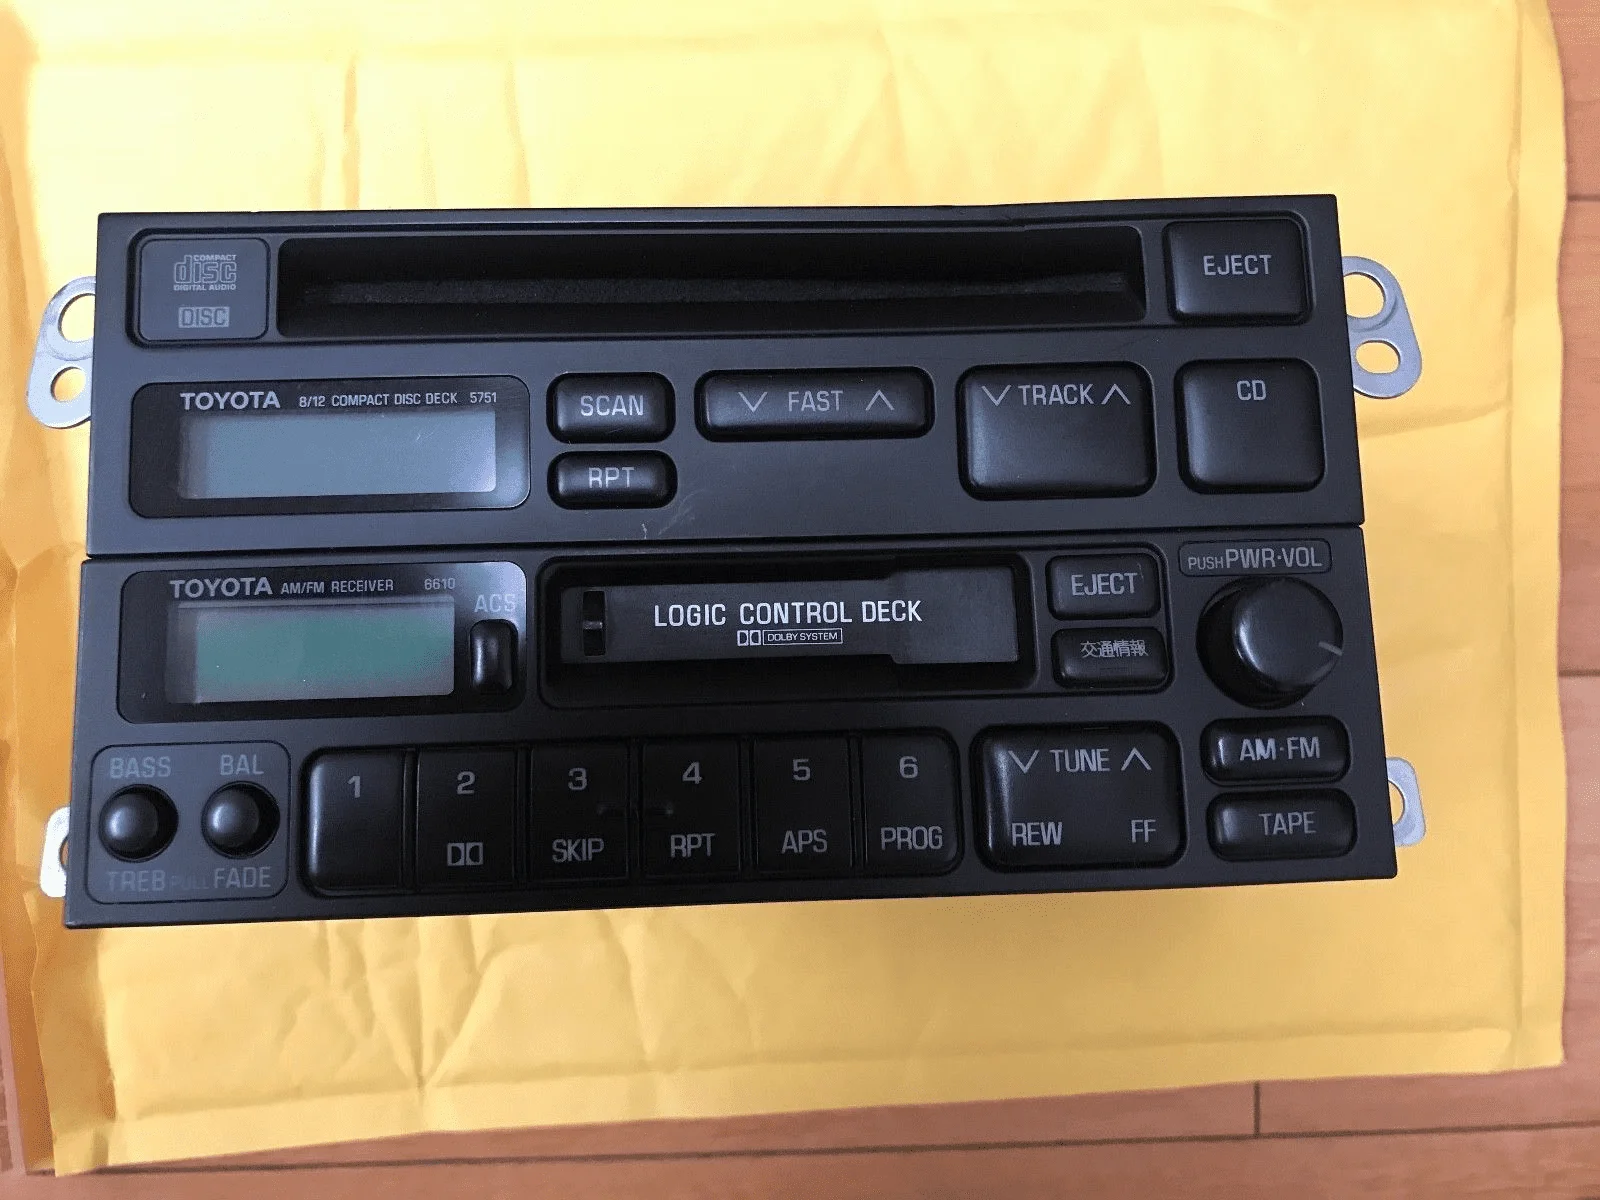 COMPACT
disc
DIGITAL AUDIO
DISC
EJECT
TOYOTA 8/12 COMPACT DISC DECK 5751
SCAN
FAST
TRACK
CD
RPT
TOYOTA AM/FM RECEIVER 6610
ACS
LOGIC CONTROL DECK
DOLBY SYSTEM
EJECT
交通情報
PUSH PWR·VOL
BASS BAL
TREB PULL FADE
1
2
3 SKIP
4 RPT
5 APS
6 PROG
TUNE
REW FF
AM·FM
TAPE